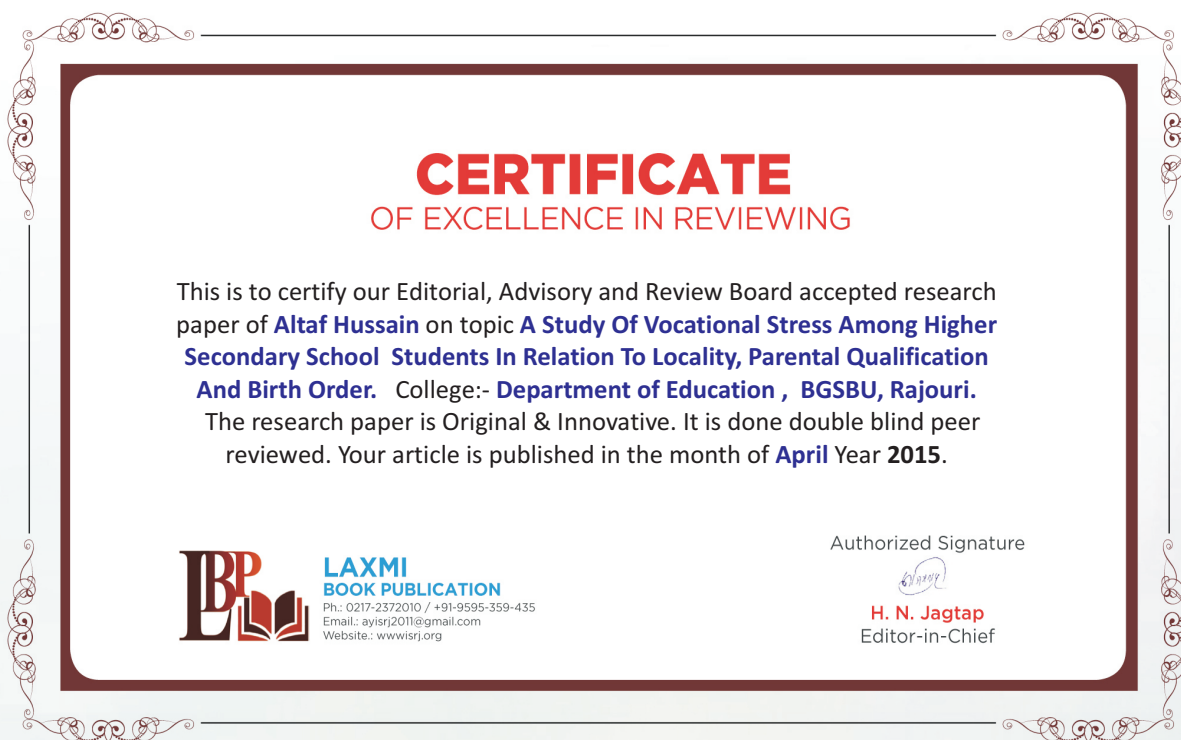 CERTIFICATE
OF EXCELLENCE IN REVIEWING
This is to certify our Editorial, Advisory and Review Board accepted research
paper of Altaf Hussain on topic A Study Of Vocational Stress Among Higher
Secondary School Students In Relation To Locality, Parental Qualification
And Birth Order. College:- Department of Education , BGSBU, Rajouri.
The research paper is Original & Innovative. It is done double blind peer
reviewed. Your article is published in the month of April Year 2015.
LBP
LAXMI
BOOK PUBLICATION
Ph.: 0217-2372010 / +91-9595-359-435
Email.: ayisrj2011@gmail.com
Website.: wwwisrj.org
Authorized Signature
H. N. Jagtap
Editor-in-Chief